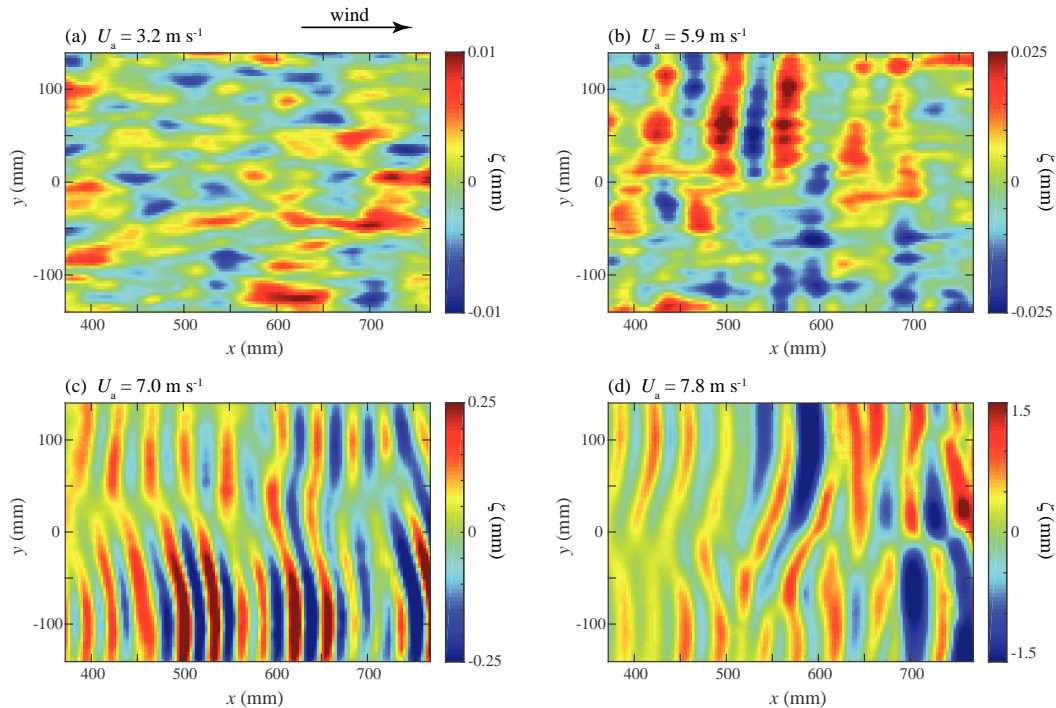 wind
(a) U_a = 3.2 m s⁻¹
(b) U_a = 5.9 m s⁻¹
100
0
-100
y (mm)
400
500
600
700
x (mm)
0.01
0
-0.01
ζ (mm)
100
0
-100
y (mm)
400
500
600
700
x (mm)
0.025
0
-0.025
ζ (mm)
(c) U_a = 7.0 m s⁻¹
(d) U_a = 7.8 m s⁻¹
100
0
-100
y (mm)
400
500
600
700
x (mm)
0.25
0
-0.25
ζ (mm)
100
0
-100
y (mm)
400
500
600
700
x (mm)
1.5
0
-1.5
ζ (mm)